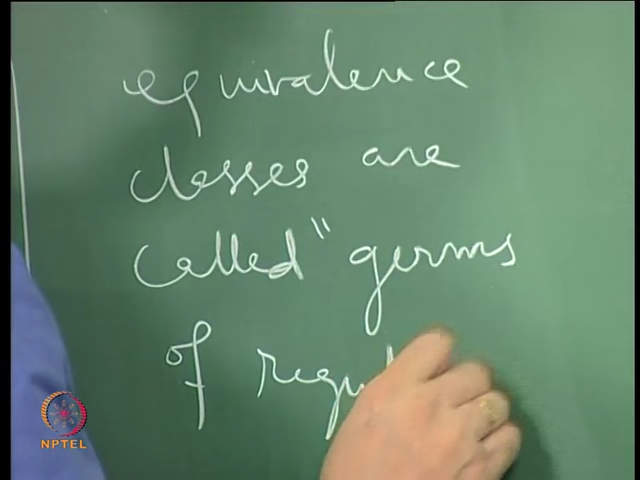 equivalence
classes are
called "germs
of regul
NPTEL